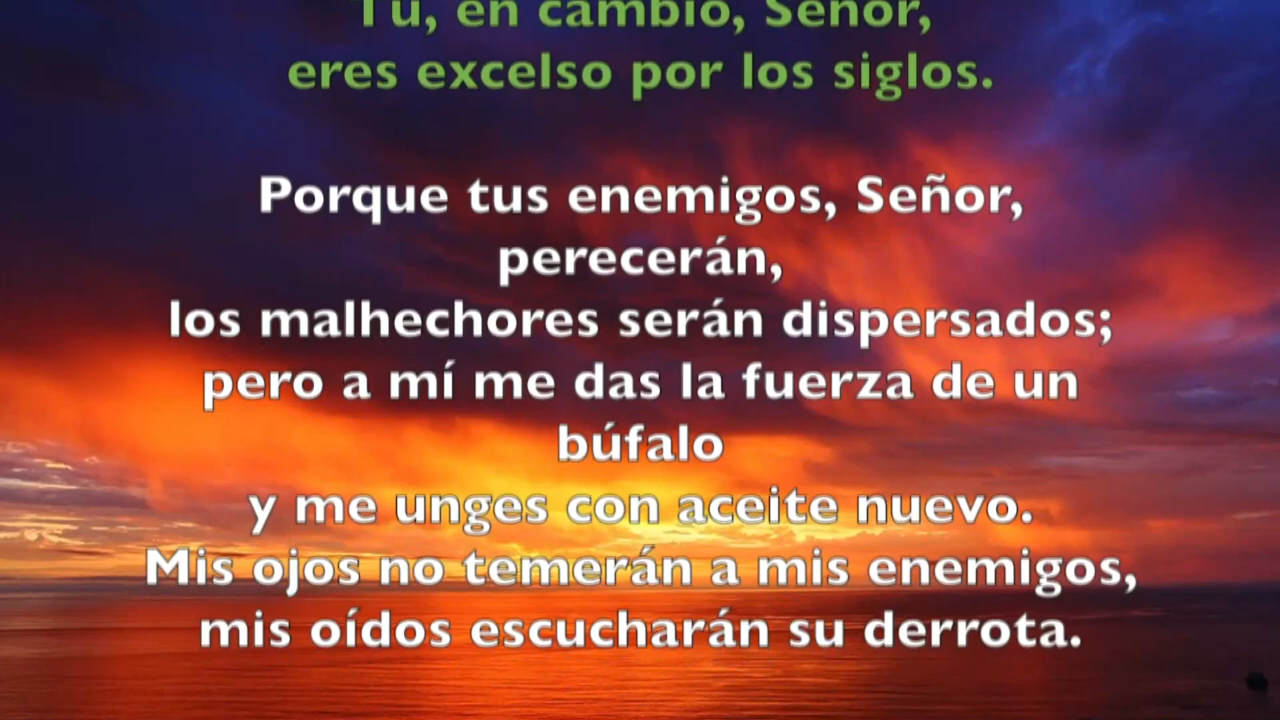 Tú, en cambio, Señor,
eres excelso por los siglos.
Porque tus enemigos, Señor,
perecerán,
los malhechores serán dispersados;
pero a mí me das la fuerza de un
búfalo
y me unges con aceite nuevo.
Mis ojos no temerán a mis enemigos,
mis oídos escucharán su derrota.